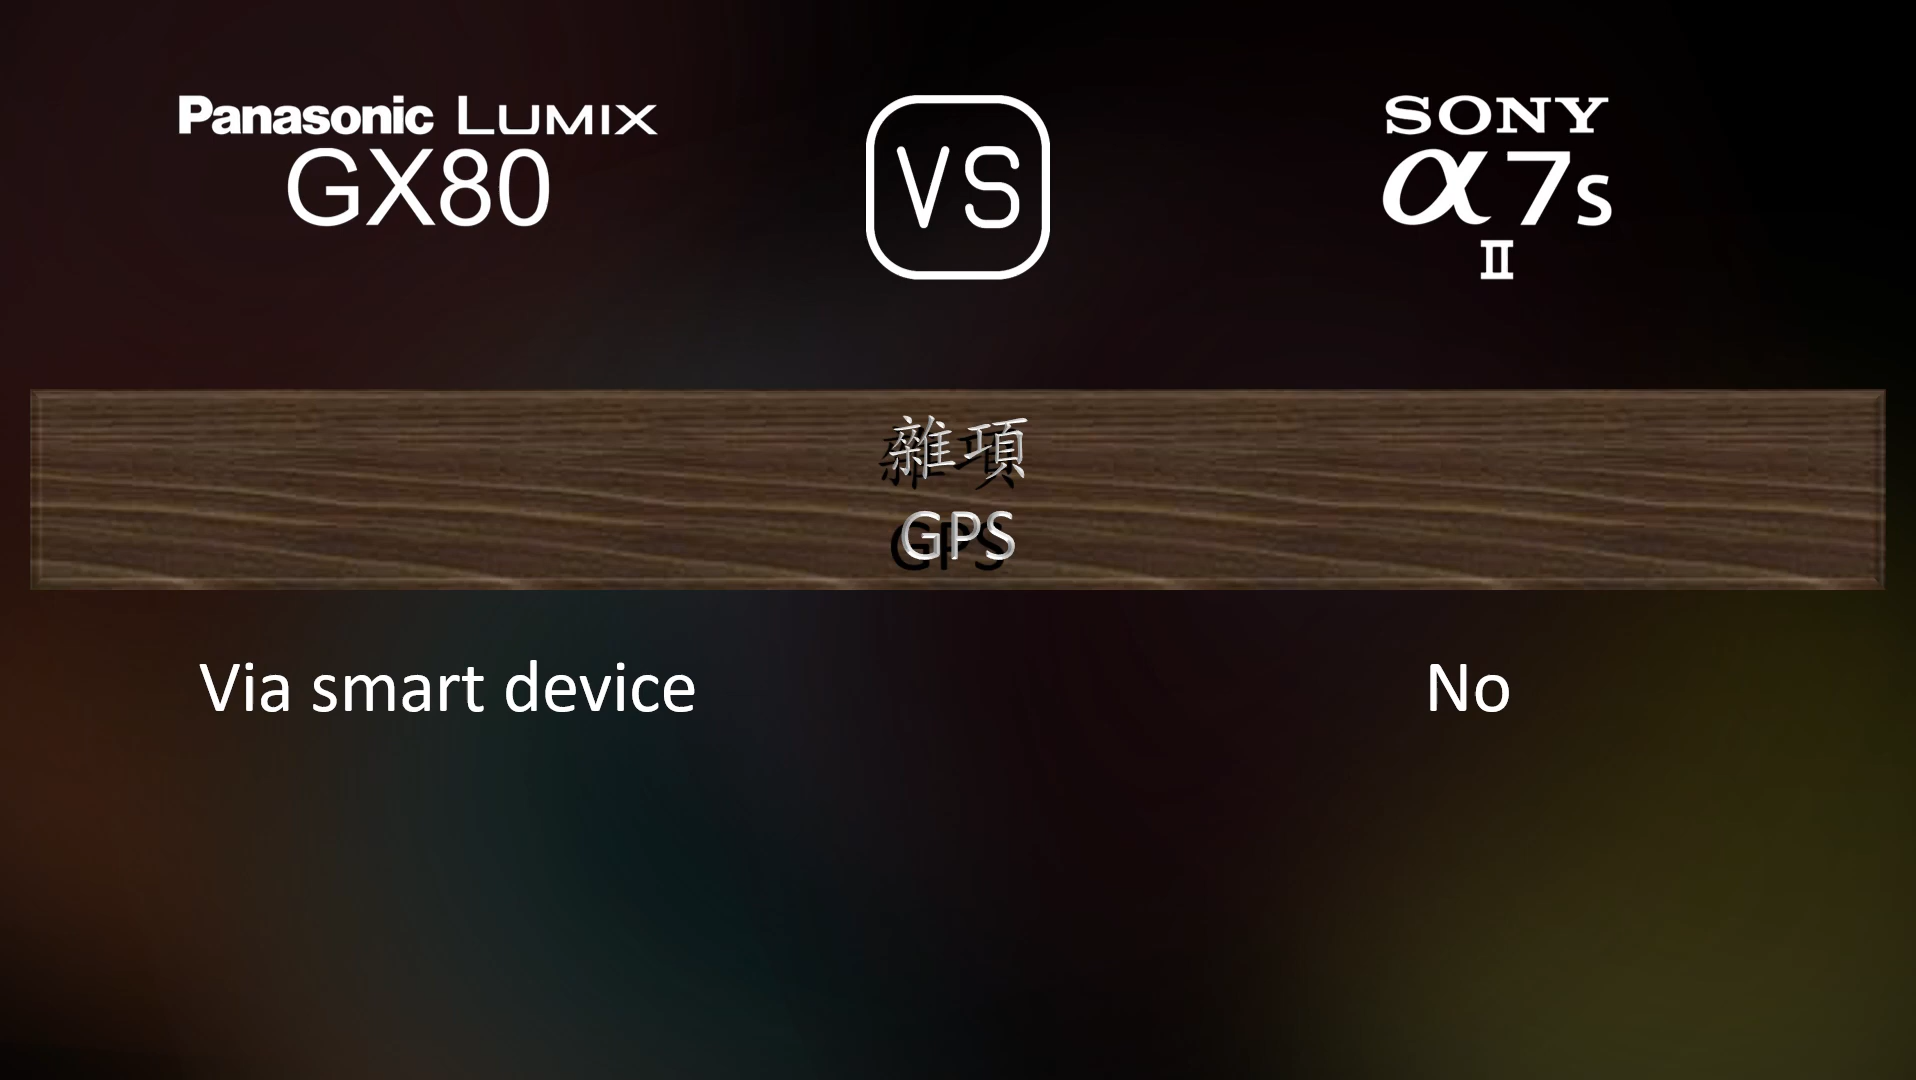 Panasonic LUMIX
GX80
VS
SONY
α7s
II
雜項
GPS
Via smart device
No